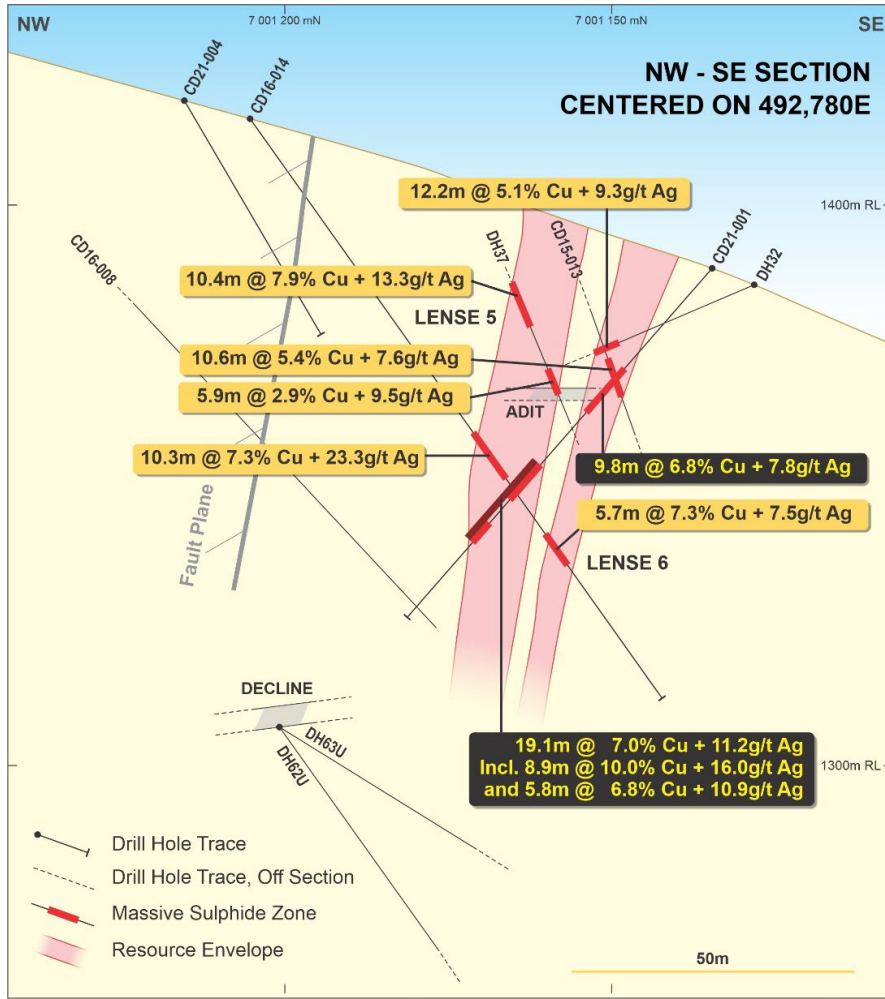 NW
7 001 200 mN
7 001 150 mN
SE
NW - SE SECTION
CENTERED ON 492,780E
CD21-004
CD16-014
12.2m @ 5.1% Cu + 9.3g/t Ag
1400m RL
CD16-008
DH37
CD15-013
CD21-001
DH32
10.4m @ 7.9% Cu + 13.3g/t Ag
LENSE 5
10.6m @ 5.4% Cu + 7.6g/t Ag
5.9m @ 2.9% Cu + 9.5g/t Ag
ADIT
10.3m @ 7.3% Cu + 23.3g/t Ag
9.8m @ 6.8% Cu + 7.8g/t Ag
5.7m @ 7.3% Cu + 7.5g/t Ag
Fault Plane
LENSE 6
DECLINE
DH63U
DH62U
19.1m @ 7.0% Cu + 11.2g/t Ag
Incl. 8.9m @ 10.0% Cu + 16.0g/t Ag
and 5.8m @ 6.8% Cu + 10.9g/t Ag
1300m RL
Drill Hole Trace
Drill Hole Trace, Off Section
Massive Sulphide Zone
Resource Envelope
50m